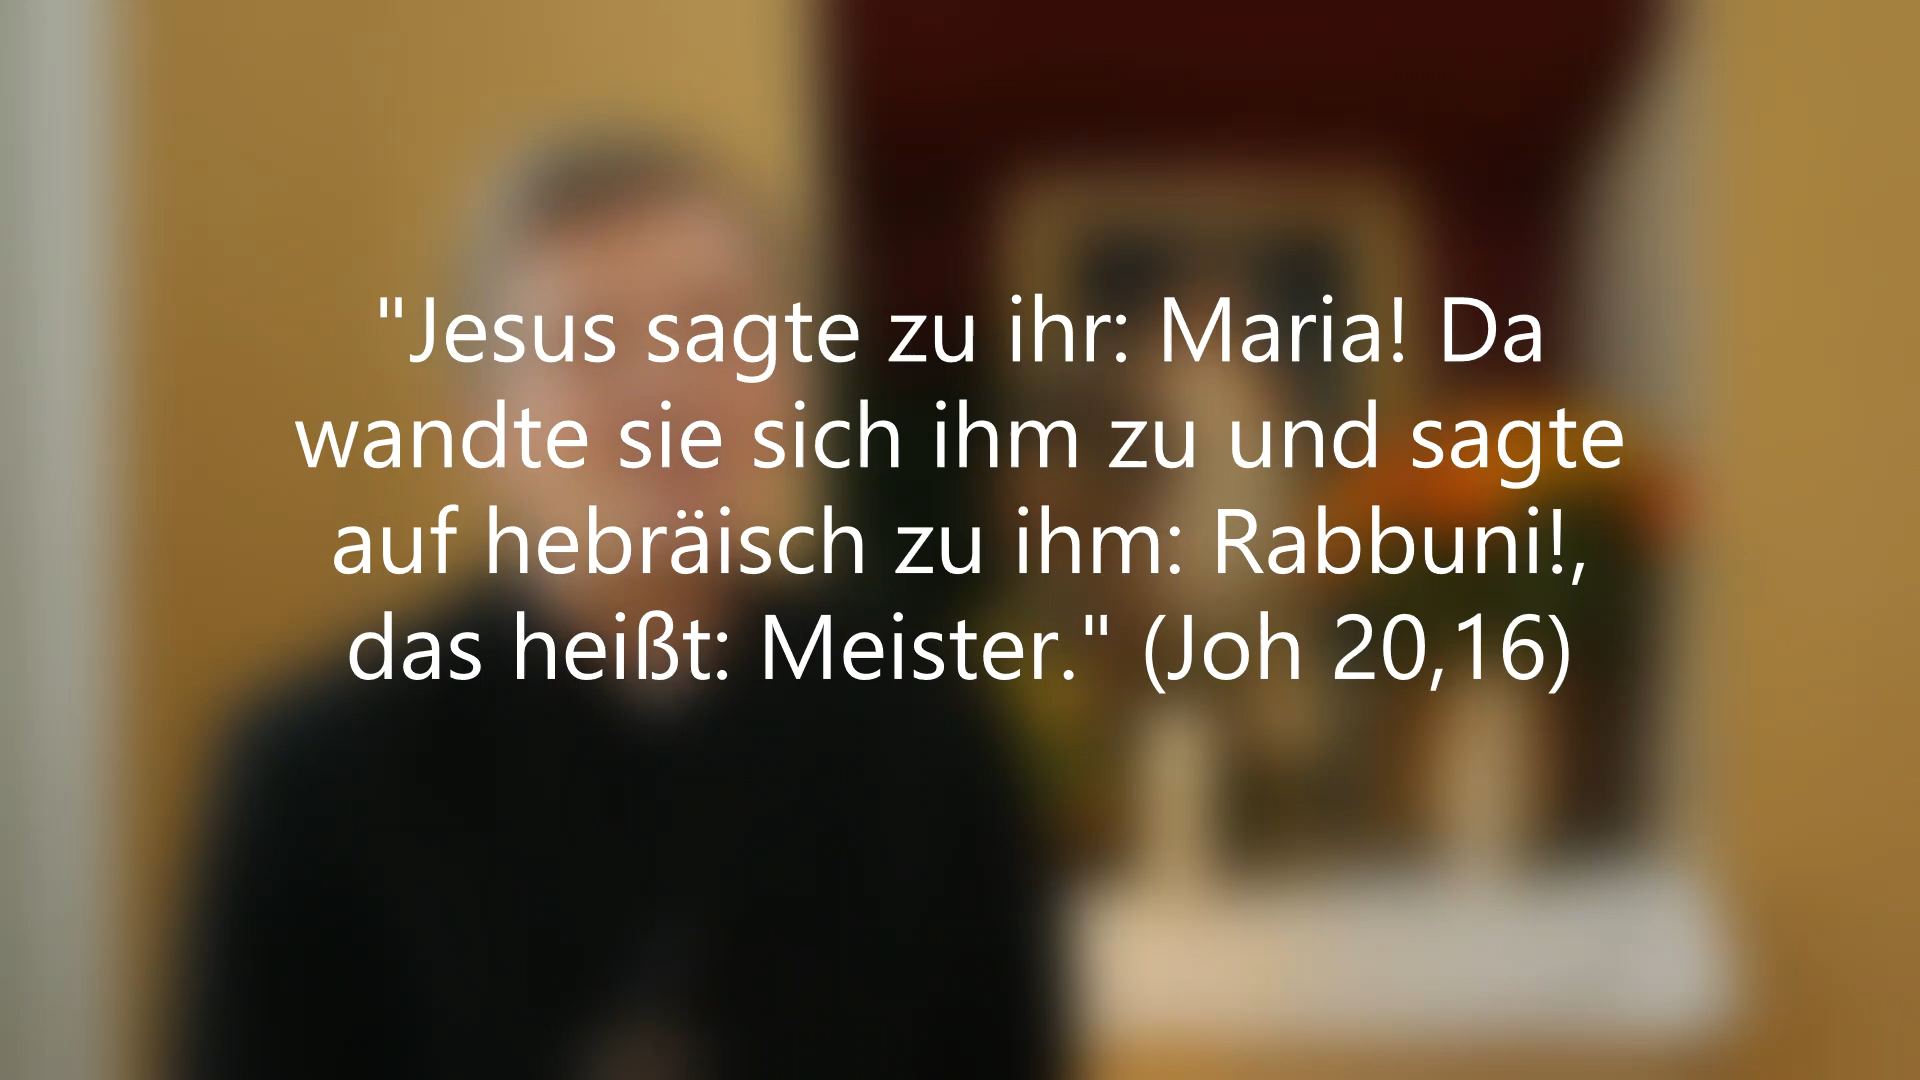 "Jesus sagte zu ihr: Maria! Da
wandte sie sich ihm zu und sagte
auf hebräisch zu ihm: Rabbuni!,
das heißt: Meister." (Joh 20,16)